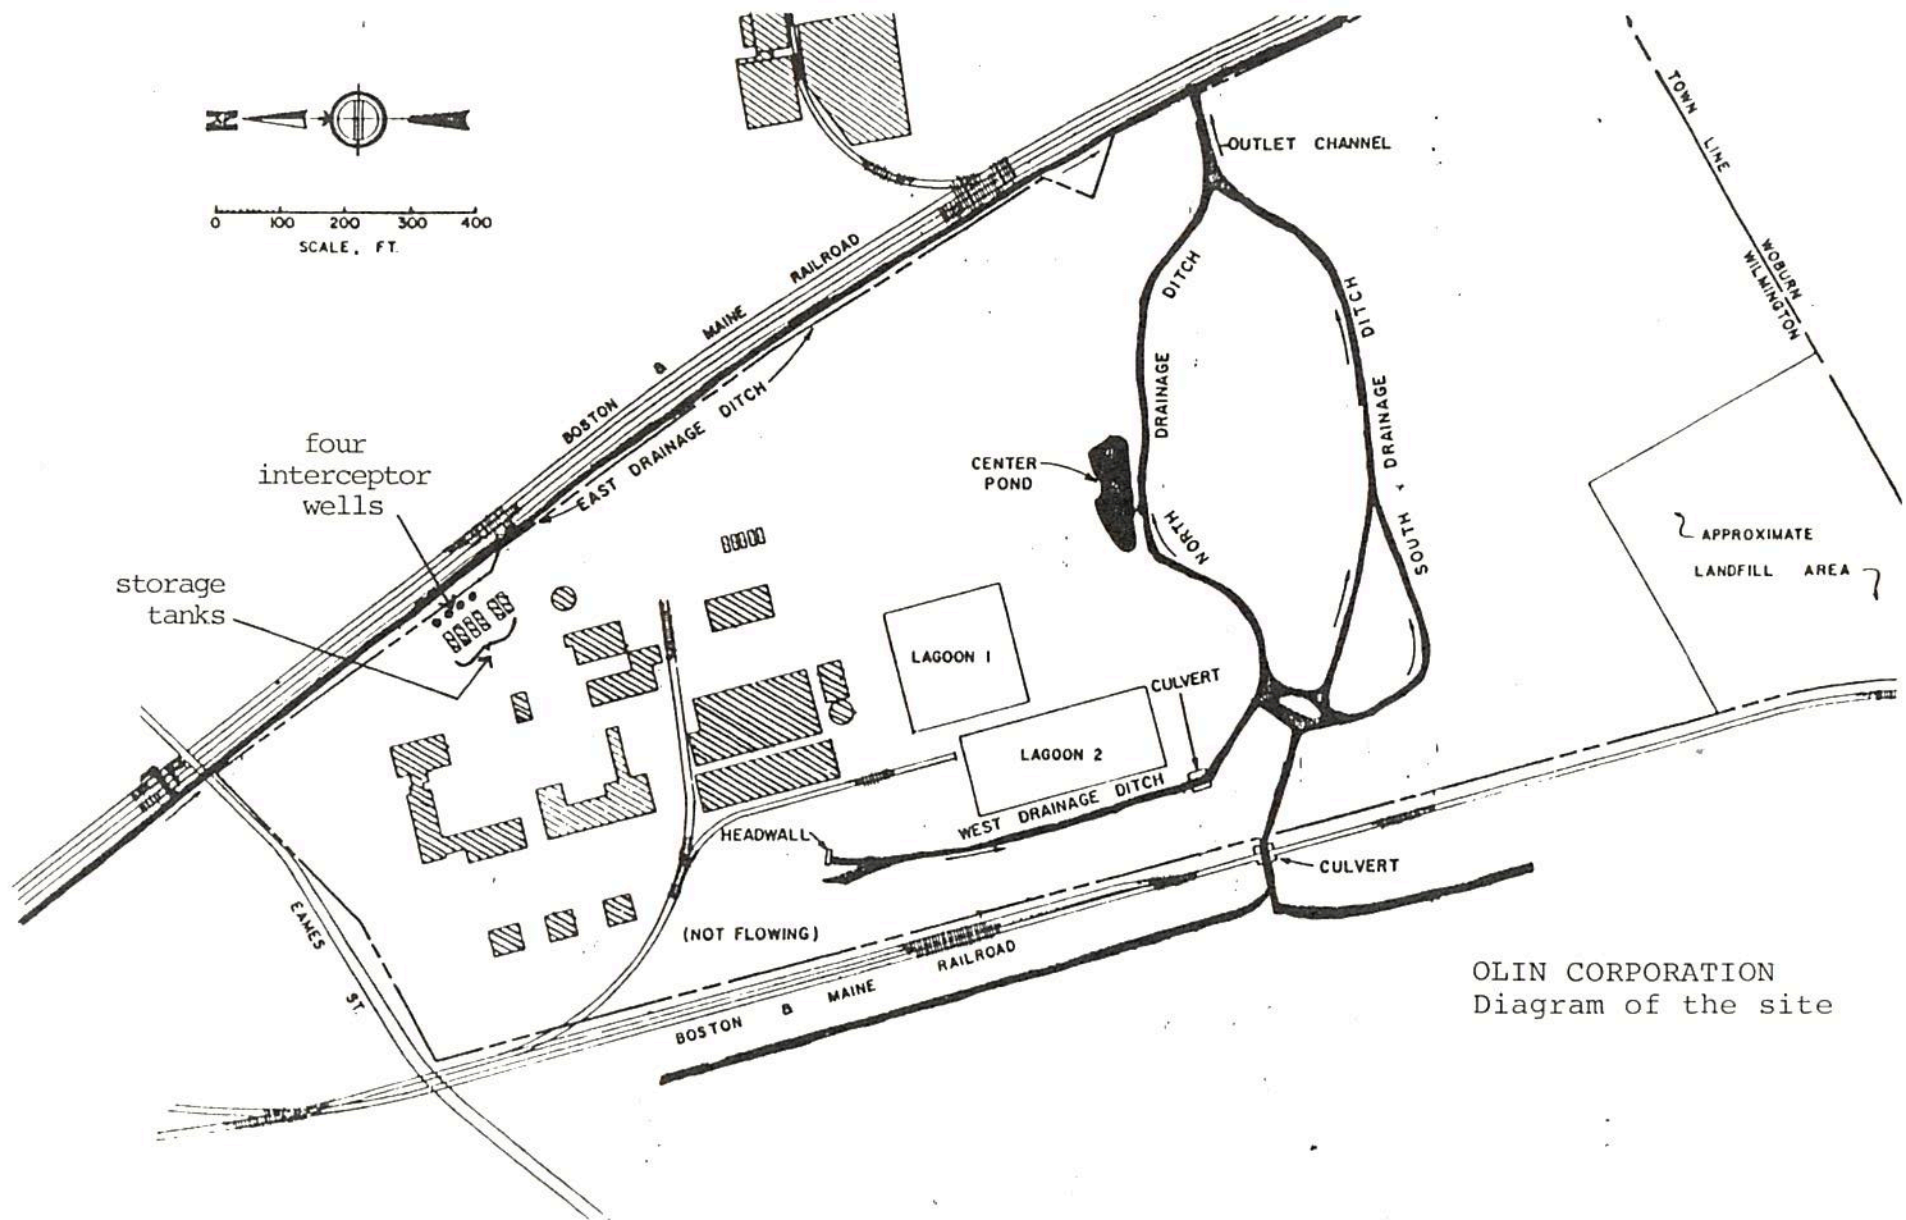 N
0 100 200 300 400
SCALE, FT.
OUTLET CHANNEL
TOWN LINE
WOBURN
WILMINGTON
BOSTON & MAINE RAILROAD
EAST DRAINAGE DITCH
four
interceptor
wells
storage
tanks
CENTER
POND
NORTH DRAINAGE DITCH
SOUTH DRAINAGE DITCH
APPROXIMATE
LANDFILL AREA
LAGOON 1
LAGOON 2
CULVERT
WEST DRAINAGE DITCH
HEADWALL
CULVERT
(NOT FLOWING)
EAMES ST.
BOSTON & MAINE RAILROAD
OLIN CORPORATION
Diagram of the site